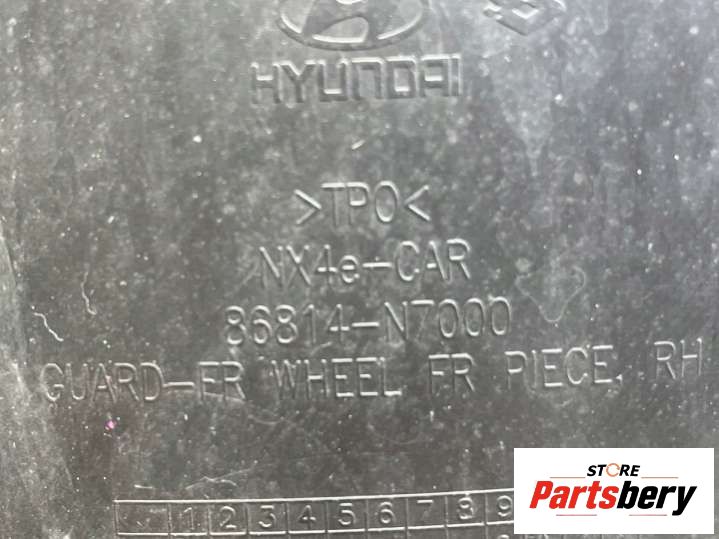 HYUNDAI
>TPO<
NX4e-CAR
86814-N7000
GUARD-FR WHEEL FR PIECE, RH
1 2 3 4 5 6 7 8 9
STORE
Partsbery